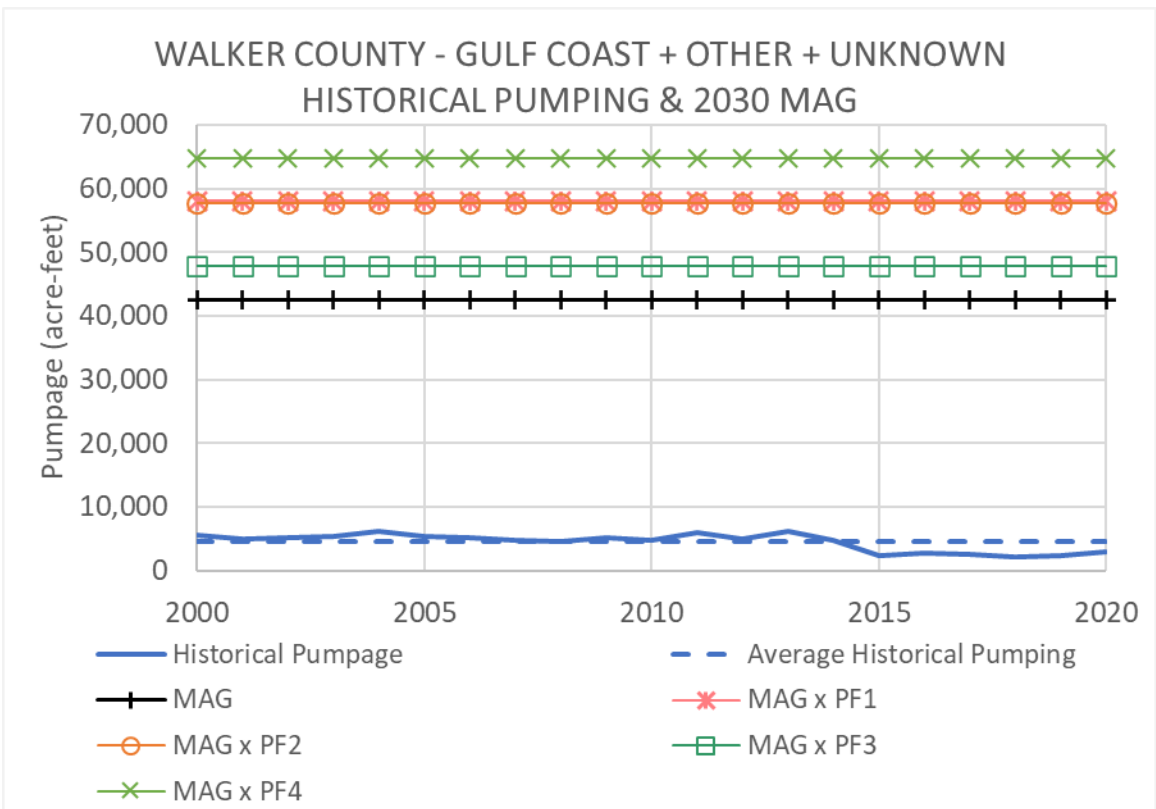 WALKER COUNTY - GULF COAST + OTHER + UNKNOWN
HISTORICAL PUMPING & 2030 MAG
Pumpage (acre-feet)
70,000
60,000
50,000
40,000
30,000
20,000
10,000
0
2000 2005 2010 2015 2020
Historical Pumpage Average Historical Pumping
MAG MAG x PF1
MAG x PF2 MAG x PF3
MAG x PF4